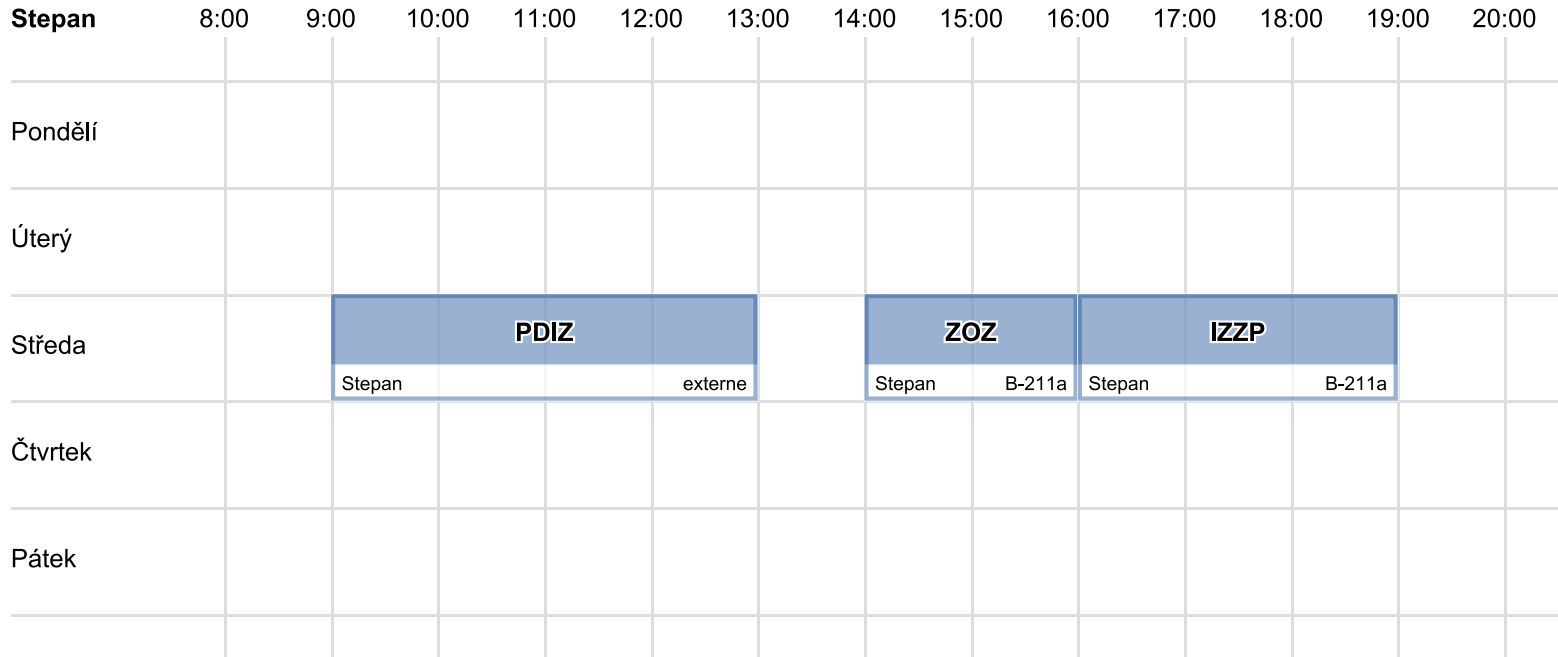 Stepan 8:00 9:00 10:00 11:00 12:00 13:00 14:00 15:00 16:00 17:00 18:00 19:00 20:00
Pondělí
Úterý
Středa
PDIZ ZOZ IZZP
Stepan externe Stepan B-211a Stepan B-211a
Čtvrtek
Pátek